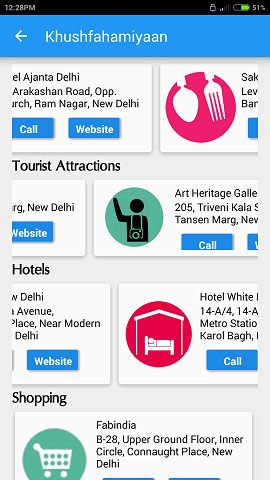 12:28PM
51%
Khushfahamiyaan
el Ajanta Delhi
Arakashan Road, Opp.
urch, Ram Nagar, New Delhi
Call Website
Sak
Leve
Ban
Tourist Attractions
arg, New Delhi
Website
Art Heritage Galle
205, Triveni Kala S
Tansen Marg, New
Call
Hotels
w Delhi
a Avenue,
Place, Near Modern
l Delhi
Website
Hotel White K
14-A/4, 14-A
Metro Station
Karol Bagh, N
Call
Shopping
Fabindia
B-28, Upper Ground Floor, Inner
Circle, Connaught Place, New
Delhi